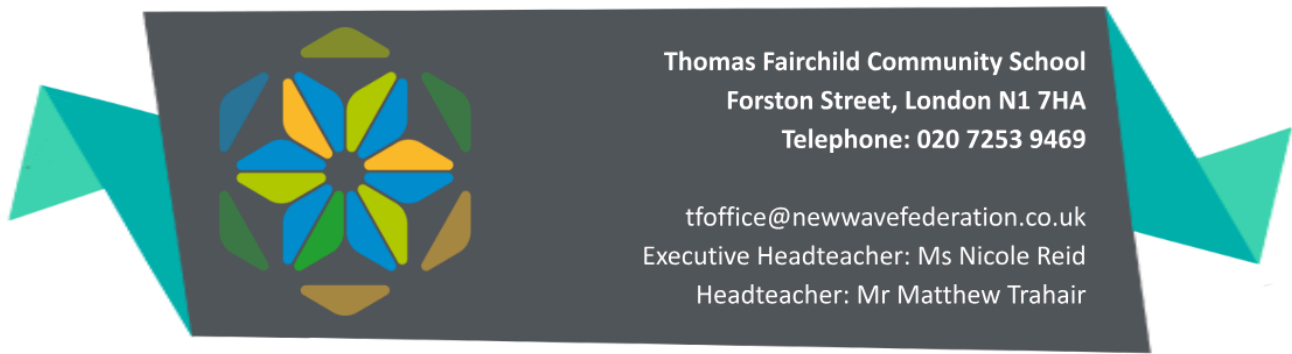 Thomas Fairchild Community School
Forston Street, London N1 7HA
Telephone: 020 7253 9469
tfoffice@newwavefederation.co.uk
Executive Headteacher: Ms Nicole Reid
Headteacher: Mr Matthew Trahair